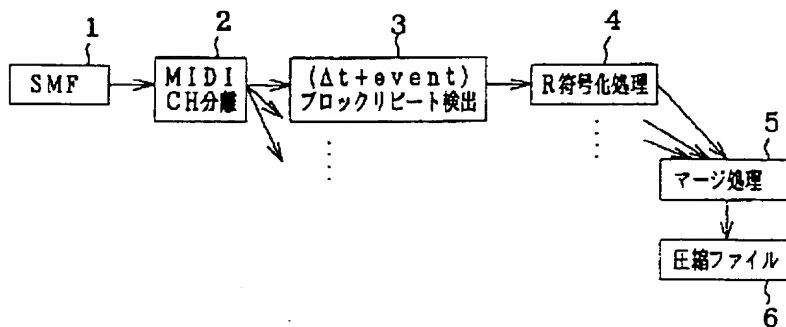 1
2
3
4
SMF
MIDI
CH分離
(Δt+event)
ブロックリピート検出
R符号化処理
5
マージ処理
圧縮ファイル
6